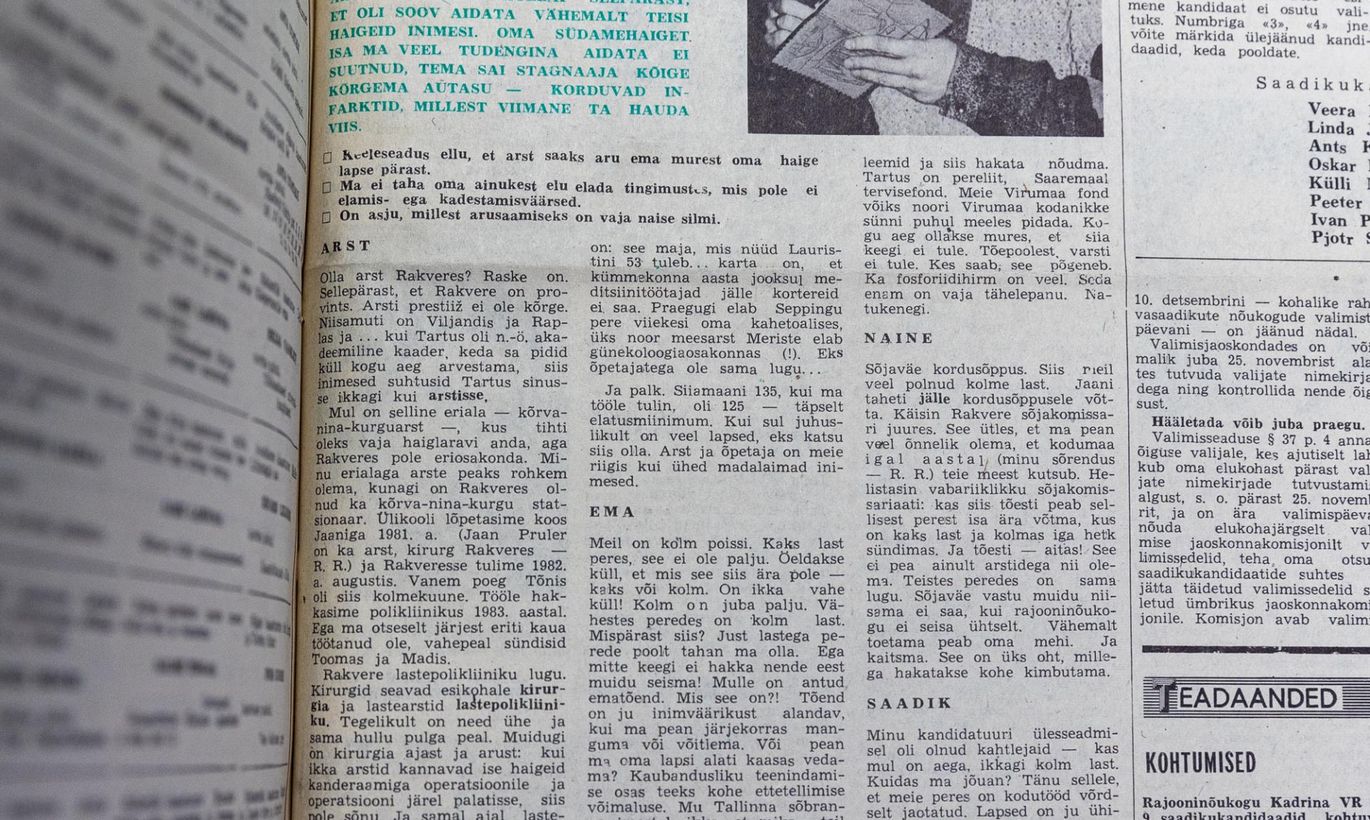 ET OLI SOOV AIDATA VÄHEMALT TEISI
HAIGEID INIMESI. OMA SÜDAMEHAIGET
ISA MA VEEL TUDENGINA AIDATA EI
SUUTNUD, TEMA SAI STAGNAAJA KÕIGE
KÕRGEMA AUTASU — KORDUVAD IN-
FARKTID, MILLEST VIIMANE TA HAUDA
VIIS.
□ Keeleseadus ellu, et arst saaks aru ema murest oma haige
lapse pärast.
□ Ma ei taha oma ainukest elu elada tingimustes, mis pole ei
elamis- ega kadestamisväärsed.
□ On asju, millest arusaamiseks on vaja naise silmi.
ARST
Olla arst Rakveres? Raske on.
Sellepärast, et Rakvere on pro-
vints. Arsti prestiiž ei ole kõrge.
Niisamuti on Viljandis ja Rap-
las ja ... kui Tartus oli n.-ö. aka-
deemiline kaader, keda sa pidid
küll kogu aeg arvestama, siis
inimesed suhtusid Tartus sinus-
se ikkagi kui arstisse.
Mul on selline eriala — kõrva-
nina-kurguarst —, kus tihti
oleks vaja haiglaravi anda, aga
Rakveres pole eriosakonda. Mi-
nu erialaga arste peaks rohkem
olema, kunagi on Rakveres ol-
nud ka kõrva-nina-kurgu stat-
sionaar. Ülikooli lõpetasime koos
Jaaniga 1981. a. (Jaan Pruler
on ka arst, kirurg Rakveres —
R. R.) ja Rakveresse tulime 1982.
a. augustis. Vanem poeg Tõnis
oli siis kolmekuune. Tööle hak-
kasime polikliinikus 1983. aastal.
Ega ma otseselt järjest eriti kaua
töötanud ole, vahepeal sündisid
Toomas ja Madis.
Rakvere lastepolikliiniku lugu.
Kirurgid seavad esikohale kirur-
gia ja lastearstid lastepolikliini-
ku. Tegelikult on need ühe ja
sama hullu pulga peal. Muidugi
on kirurgia ajast ja arust: kui
ikka arstid kannavad ise haigeid
kanderaamiga operatsioonile ja
operatsiooni järel palatisse, siis
pole sõnu Ja samal ajal laste-
on: see maja, mis nüüd Lauris-
tini 53 tuleb... karta on, et
kümmekonna aasta jooksul me-
ditsiinitöötajad jälle kortereid
ei saa. Praegugi elab Seppingu
pere viiekesi oma kahetoalises,
üks noor meesarst Meriste elab
günekoloogiaosakonnas (!). Eks
õpetajatega ole sama lugu...
Ja palk. Siiamaani 135, kui ma
tööle tulin, oli 125 — täpselt
elatusmiinimum. Kui sul juhus-
likult on veel lapsed, eks katsu
siis olla. Arst ja õpetaja on meie
riigis kui ühed madalaimad ini-
mesed.
EMA
Meil on kolm poissi. Kaks last
peres, see ei ole palju. Öeldakse
küll, et mis see siis ära pole —
kaks või kolm. On ikka vahe
küll! Kolm on juba palju. Vä-
hestes peredes on kolm last.
Mispärast siis? Just lastega pe-
rede poolt tahan ma olla. Ega
mitte keegi ei hakka nende eest
muidu seisma! Mulle on antud
ematõend. Mis see on?! Tõend
on ju inimväärikust alandav,
kui ma pean järjekorras man-
guma või võitlema. Või pean
ma oma lapsi alati kaasas veda-
ma? Kaubandusliku teenindami-
se osas teeks kohe ettetellimise
võimaluse. Mu Tallinna sõbran-
leemid ja siis hakata nõudma.
Tartus on pereliit, Saaremaal
tervisefond. Meie Virumaa fond
võiks noori Virumaa kodanikke
sünni puhul meeles pidada. Ko-
gu aeg ollakse mures, et siia
keegi ei tule. Tõepoolest, varsti
ei tule. Kes saab, see põgeneb.
Ka fosforiidihirm on veel. Seda
enam on vaja tähelepanu. Na-
tukenegi.
NAINE
Sõjaväe kordusõppus. Siis meil
veel polnud kolme last. Jaani
taheti jälle kordusõppusele võt-
ta. Käisin Rakvere sõjakomissa-
ri juures. See ütles, et ma pean
veel õnnelik olema, et kodumaa
igal aastal (minu sõrendus
— R. R.) teie meest kutsub. He-
listasin vabariiklikku sõjakomis-
sariaati: kas siis tõesti peab sel-
lisest perest isa ära võtma, kus
on kaks last ja kolmas iga hetk
sündimas. Ja tõesti — aitas! See
ei pea ainult arstidega nii ole-
ma. Teistes peredes on sama
lugu. Sõjaväe vastu muidu nii-
sama ei saa, kui rajooninõuko-
gu ei seisa ühtselt. Vähemalt
toetama peab oma mehi. Ja
kaitsma. See on üks oht, mille-
ga hakatakse kohe kimbutama.
SAADIK
Minu kandidatuuri ülesseadmi-
sel oli olnud kahtlejaid — kas
mul on aega, ikkagi kolm last.
Kuidas ma jõuan? Tänu sellele,
et meie peres on kodutööd võrd-
selt jaotatud. Lapsed on ju ühi-
mene kandidaat ei osutu vali-
tuks. Numbriga «3», «4» jne.
võite märkida ülejäänud kandi-
daadid, keda pooldate.
Saadikuk
Veera
Linda
Ants
Oskar
Külli
Peeter
Ivan
Pjotr
10. detsembrini — kohalike rah
vasaadikute nõukogude valimist
päevani — on jäänud nädal.
Valimisjaoskondades on või
malik juba 25. novembrist ala
tes tutvuda valijate nimekirja
dega ning kontrollida nende õig
sust.
Hääletada võib juba praegu.
Valimisseaduse § 37 p. 4 anna
õiguse valijale, kes ajutiselt lah
kub oma elukohast pärast val
jate nimekirjade tutvustami
algust, s. o. pärast 25. novem
rit, ja on ära valimispäeva
nõuda elukohajärgselt val
mise jaoskonnakomisjonilt v
limissedelid, teha oma otsu
saadikukandidaatide suhtes
jätta täidetud valimissedelid s
letud ümbrikus jaoskonnakom
jonile. Komisjon avab valim
TEADAANDED
KOHTUMISED
Rajooninõukogu Kadrina VR
9 saadikukandidaadid kohtu